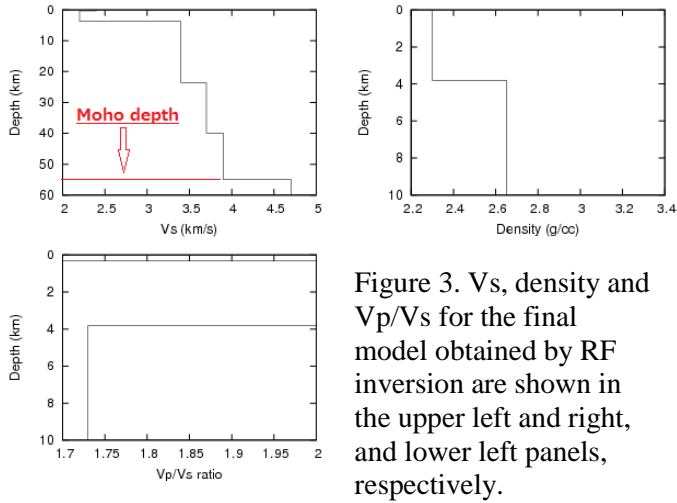 0
10
20
30
40
50
60
Depth (km)
Moho depth
2 2.5 3 3.5 4 4.5 5
Vs (km/s)
0
2
4
6
8
10
Depth (km)
2.2 2.4 2.6 2.8 3 3.2 3.4
Density (g/cc)
0
2
4
6
8
10
Depth (km)
1.7 1.75 1.8 1.85 1.9 1.95 2
Vp/Vs ratio
Figure 3. Vs, density and
Vp/Vs for the final
model obtained by RF
inversion are shown in
the upper left and right,
and lower left panels,
respectively.